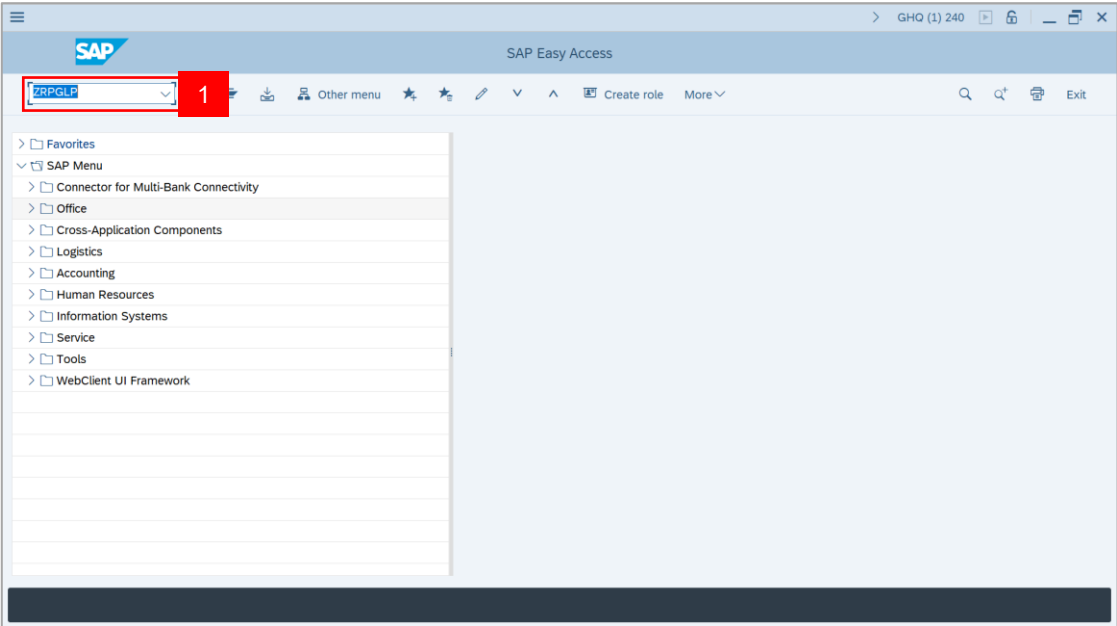 GHQ (1) 240
SAP
SAP Easy Access
ZRPGLP
1
Other menu
Create role
More
Exit
Favorites
SAP Menu
Connector for Multi-Bank Connectivity
Office
Cross-Application Components
Logistics
Accounting
Human Resources
Information Systems
Service
Tools
WebClient UI Framework